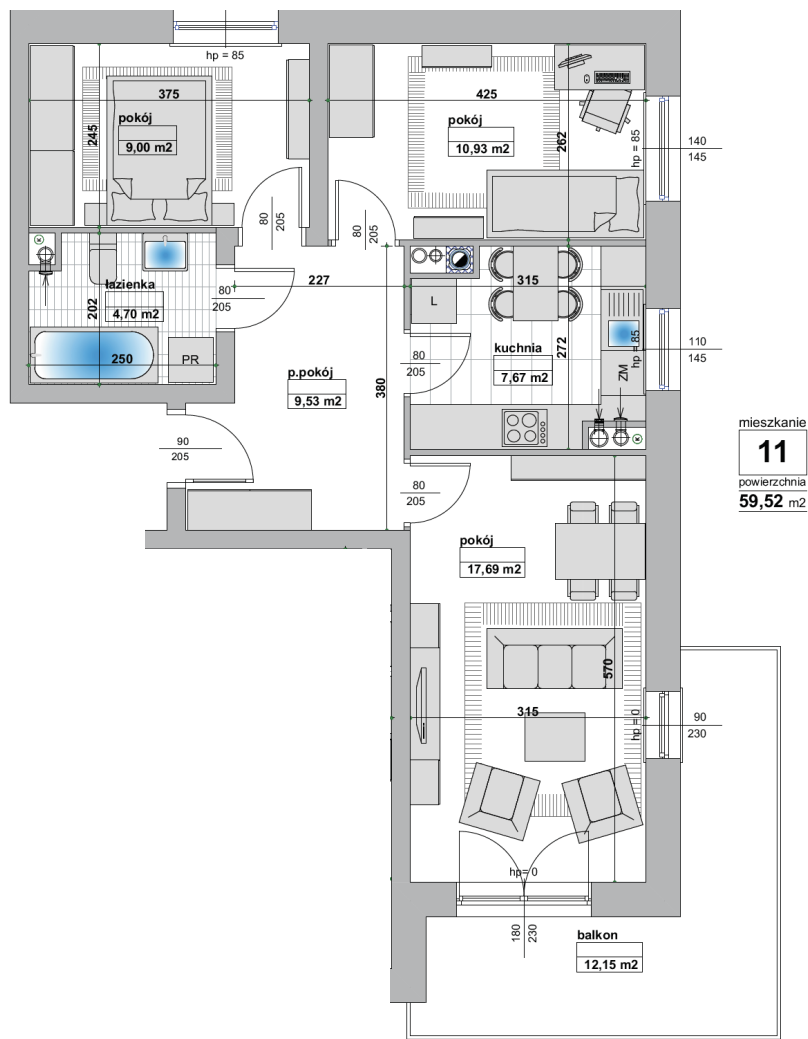 hp = 85
375
pokój
9,00 m2
245
425
pokój
10,93 m2
262
hp = 85
140
145
80
205
80
205
łazienka
4,70 m2
202
250
PR
80
205
227
L
315
kuchnia
7,67 m2
272
hp=85
ZM
110
145
80
205
p.pokój
9,53 m2
380
90
205
80
205
mieszkanie
11
powierzchnia
59,52 m2
pokój
17,69 m2
570
315
hp = 0
90
230
hp= 0
180
230
balkon
12,15 m2